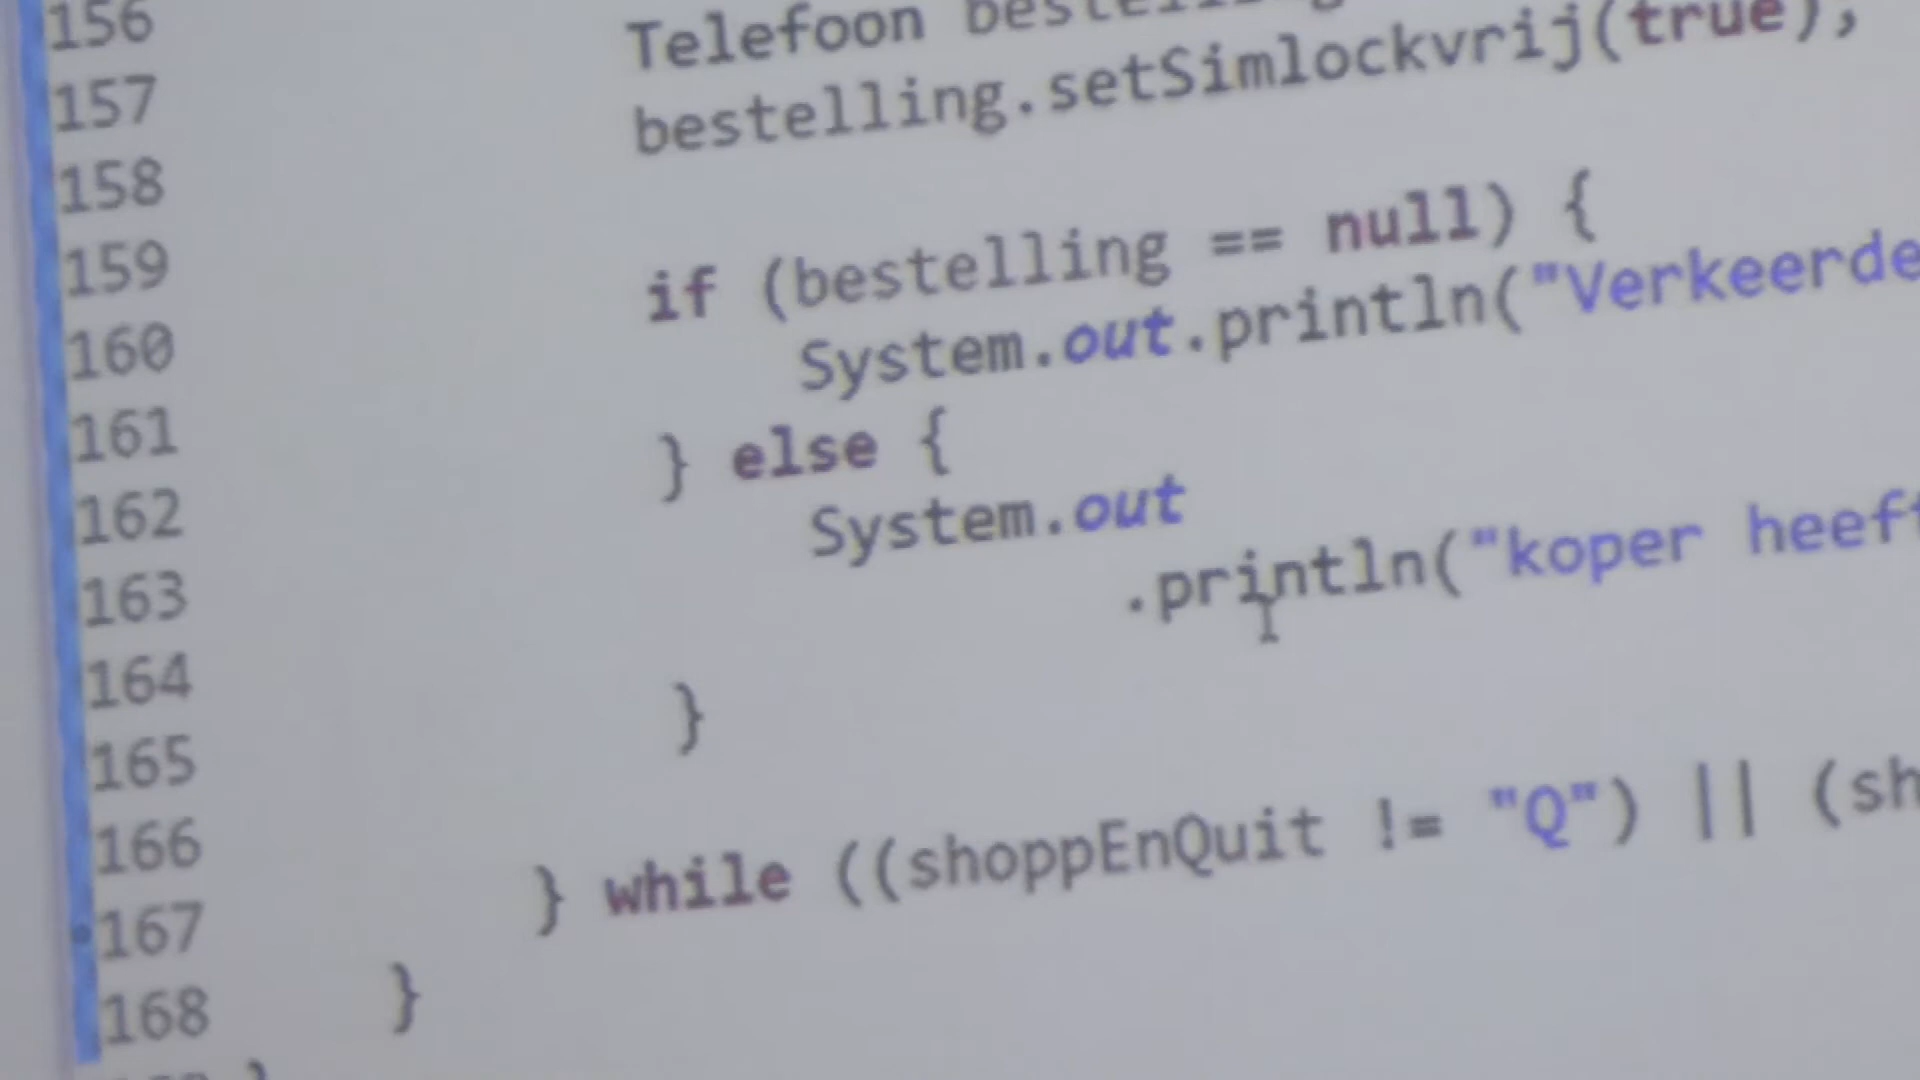 156 Telefoon bestelling
157 bestelling.setSimlockvrij(true);
158
159 if (bestelling == null) {
160 System.out.println("Verkeerde
161 } else {
162 System.out
163 .println("koper heeft
164 }
165
166 } while ((shoppEnQuit != "Q") || (sh
167 }
168
}